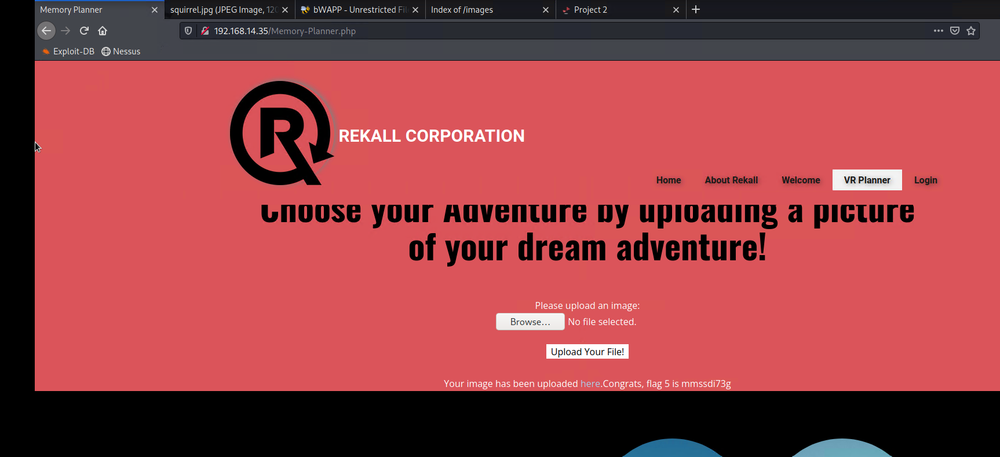 Memory Planner
squirrel.jpg (JPEG Image, 120
bWAPP - Unrestricted Fi
Index of /images
Project 2
192.168.14.35/Memory-Planner.php
Exploit-DB
Nessus
R
REKALL CORPORATION
Home
About Rekall
Welcome
VR Planner
Login
Choose your Adventure by uploading a picture
of your dream adventure!
Please upload an image:
Browse... No file selected.
Upload Your File!
Your image has been uploaded here.Congrats, flag 5 is mmssdi73g